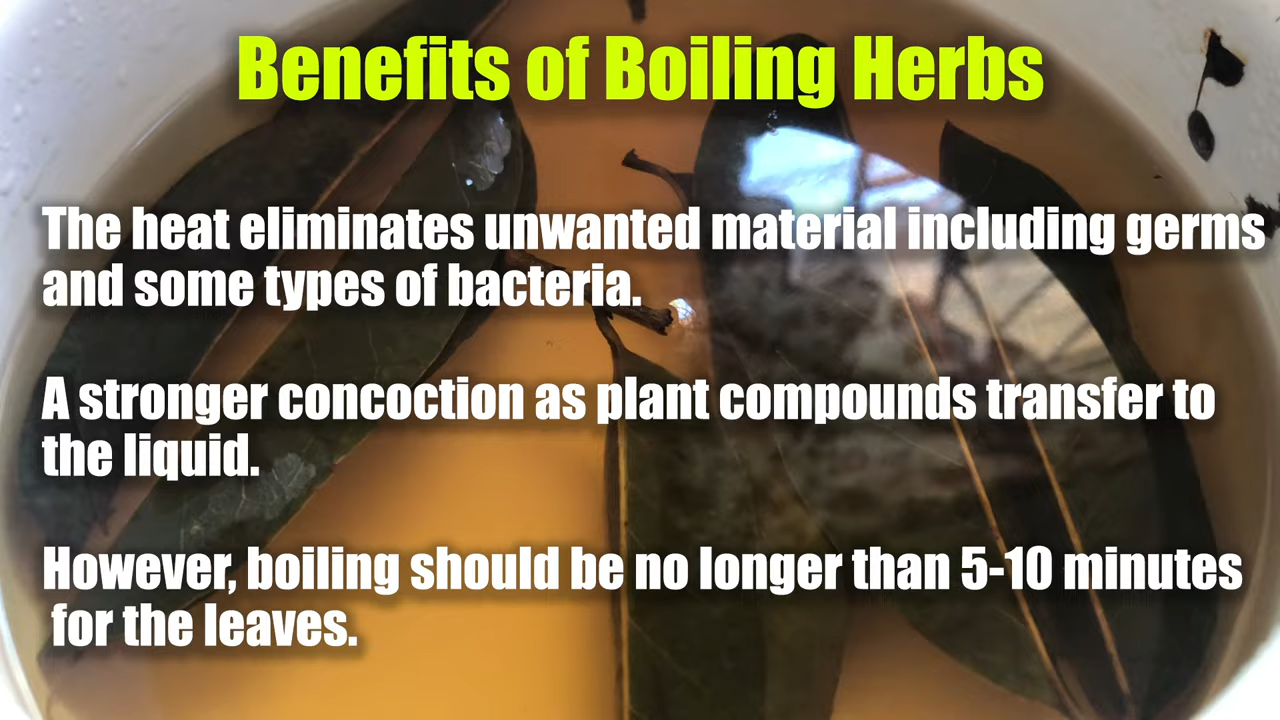 Benefits of Boiling Herbs
The heat eliminates unwanted material including germs
and some types of bacteria.
A stronger concoction as plant compounds transfer to
the liquid.
However, boiling should be no longer than 5-10 minutes
for the leaves.